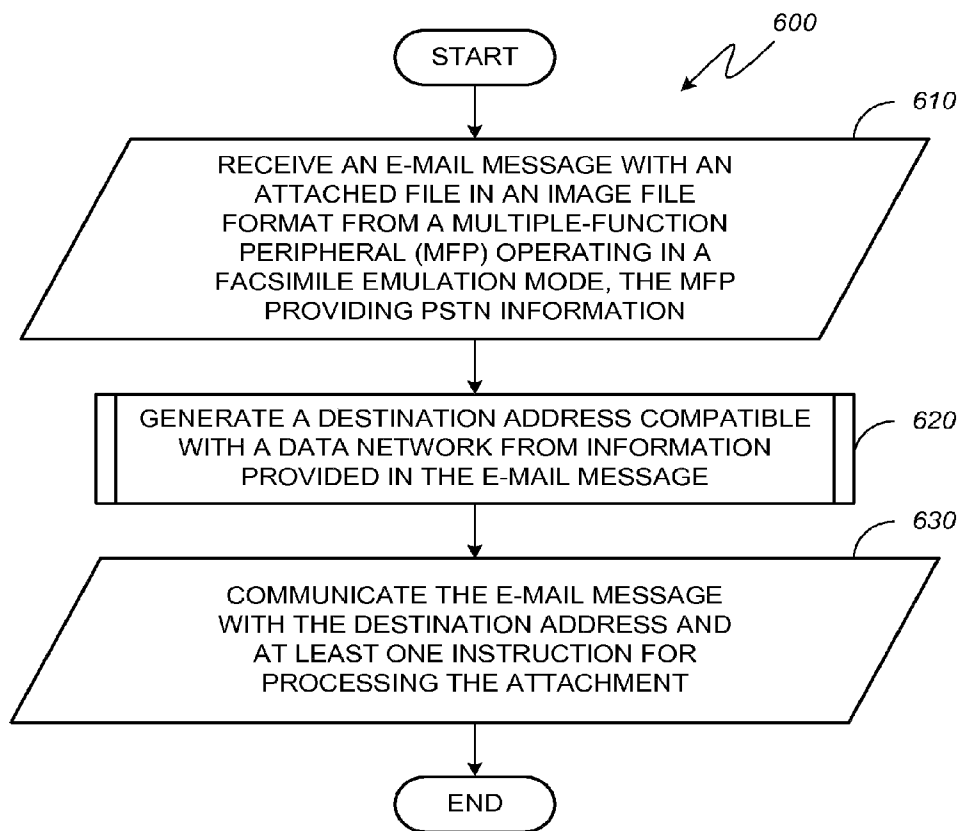 600
START
610
RECEIVE AN E-MAIL MESSAGE WITH AN
ATTACHED FILE IN AN IMAGE FILE
FORMAT FROM A MULTIPLE-FUNCTION
PERIPHERAL (MFP) OPERATING IN A
FACSIMILE EMULATION MODE, THE MFP
PROVIDING PSTN INFORMATION
620
GENERATE A DESTINATION ADDRESS COMPATIBLE
WITH A DATA NETWORK FROM INFORMATION
PROVIDED IN THE E-MAIL MESSAGE
630
COMMUNICATE THE E-MAIL MESSAGE
WITH THE DESTINATION ADDRESS AND
AT LEAST ONE INSTRUCTION FOR
PROCESSING THE ATTACHMENT
END